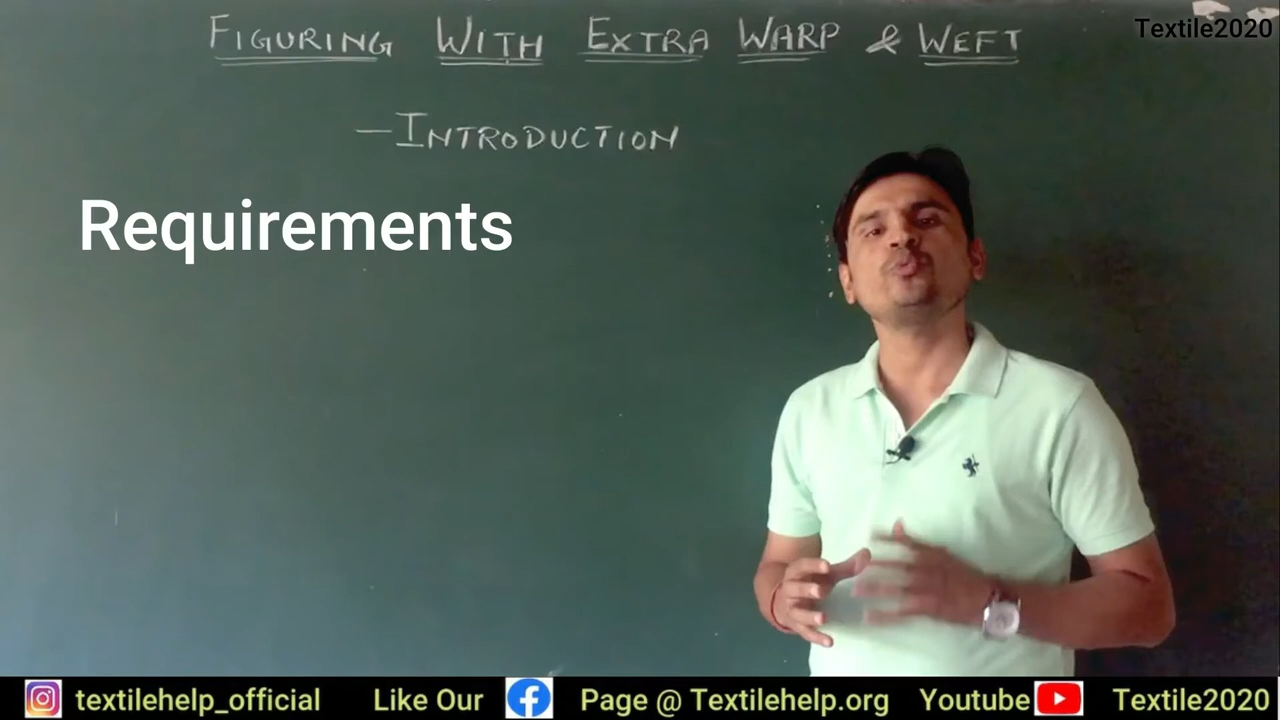 Textile2020
FIGURING WITH EXTRA WARP & WEFT
— INTRODUCTION
Requirements
textilehelp_official Like Our Page @ Textilehelp.org Youtube Textile2020